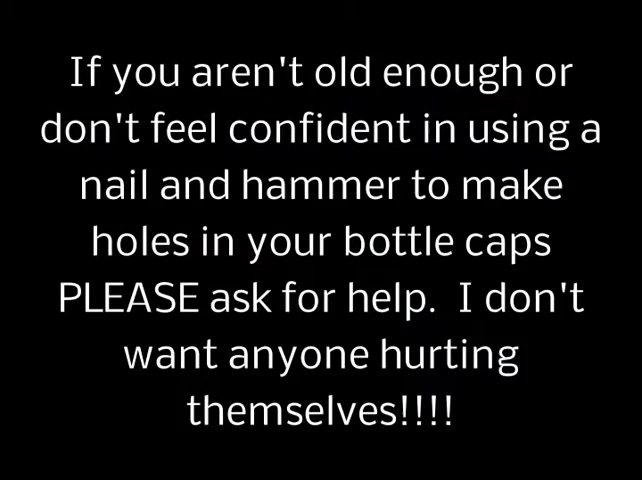 If you aren't old enough or
don't feel confident in using a
nail and hammer to make
holes in your bottle caps
PLEASE ask for help.  I don't
want anyone hurting
themselves!!!!